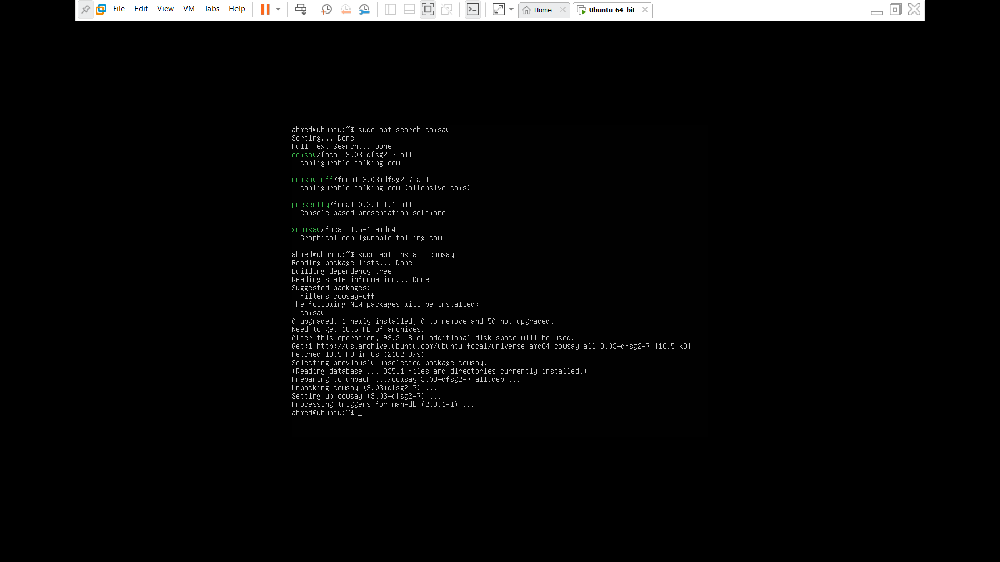 File Edit View VM Tabs Help Home Ubuntu 64-bit
ahmed@ubuntu:~$ sudo apt search cowsay
Sorting... Done
Full Text Search... Done
cowsay/focal 3.03+dfsg2-7 all
  configurable talking cow
cowsay-off/focal 3.03+dfsg2-7 all
  configurable talking cow (offensive cows)
presentty/focal 0.2.1-1.1 all
  Console-based presentation software
xcowsay/focal 1.5-1 amd64
  Graphical configurable talking cow
ahmed@ubuntu:~$ sudo apt install cowsay
Reading package lists... Done
Building dependency tree
Reading state information... Done
Suggested packages:
  filters cowsay-off
The following NEW packages will be installed:
  cowsay
0 upgraded, 1 newly installed, 0 to remove and 50 not upgraded.
Need to get 18.5 kB of archives.
After this operation, 93.2 kB of additional disk space will be used.
Get:1 http://us.archive.ubuntu.com/ubuntu focal/universe amd64 cowsay all 3.03+dfsg2-7 [18.5 kB]
Fetched 18.5 kB in 8s (2182 B/s)
Selecting previously unselected package cowsay.
(Reading database ... 93511 files and directories currently installed.)
Preparing to unpack .../cowsay_3.03+dfsg2-7_all.deb ...
Unpacking cowsay (3.03+dfsg2-7) ...
Setting up cowsay (3.03+dfsg2-7) ...
Processing triggers for man-db (2.9.1-1) ...
ahmed@ubuntu:~$ _